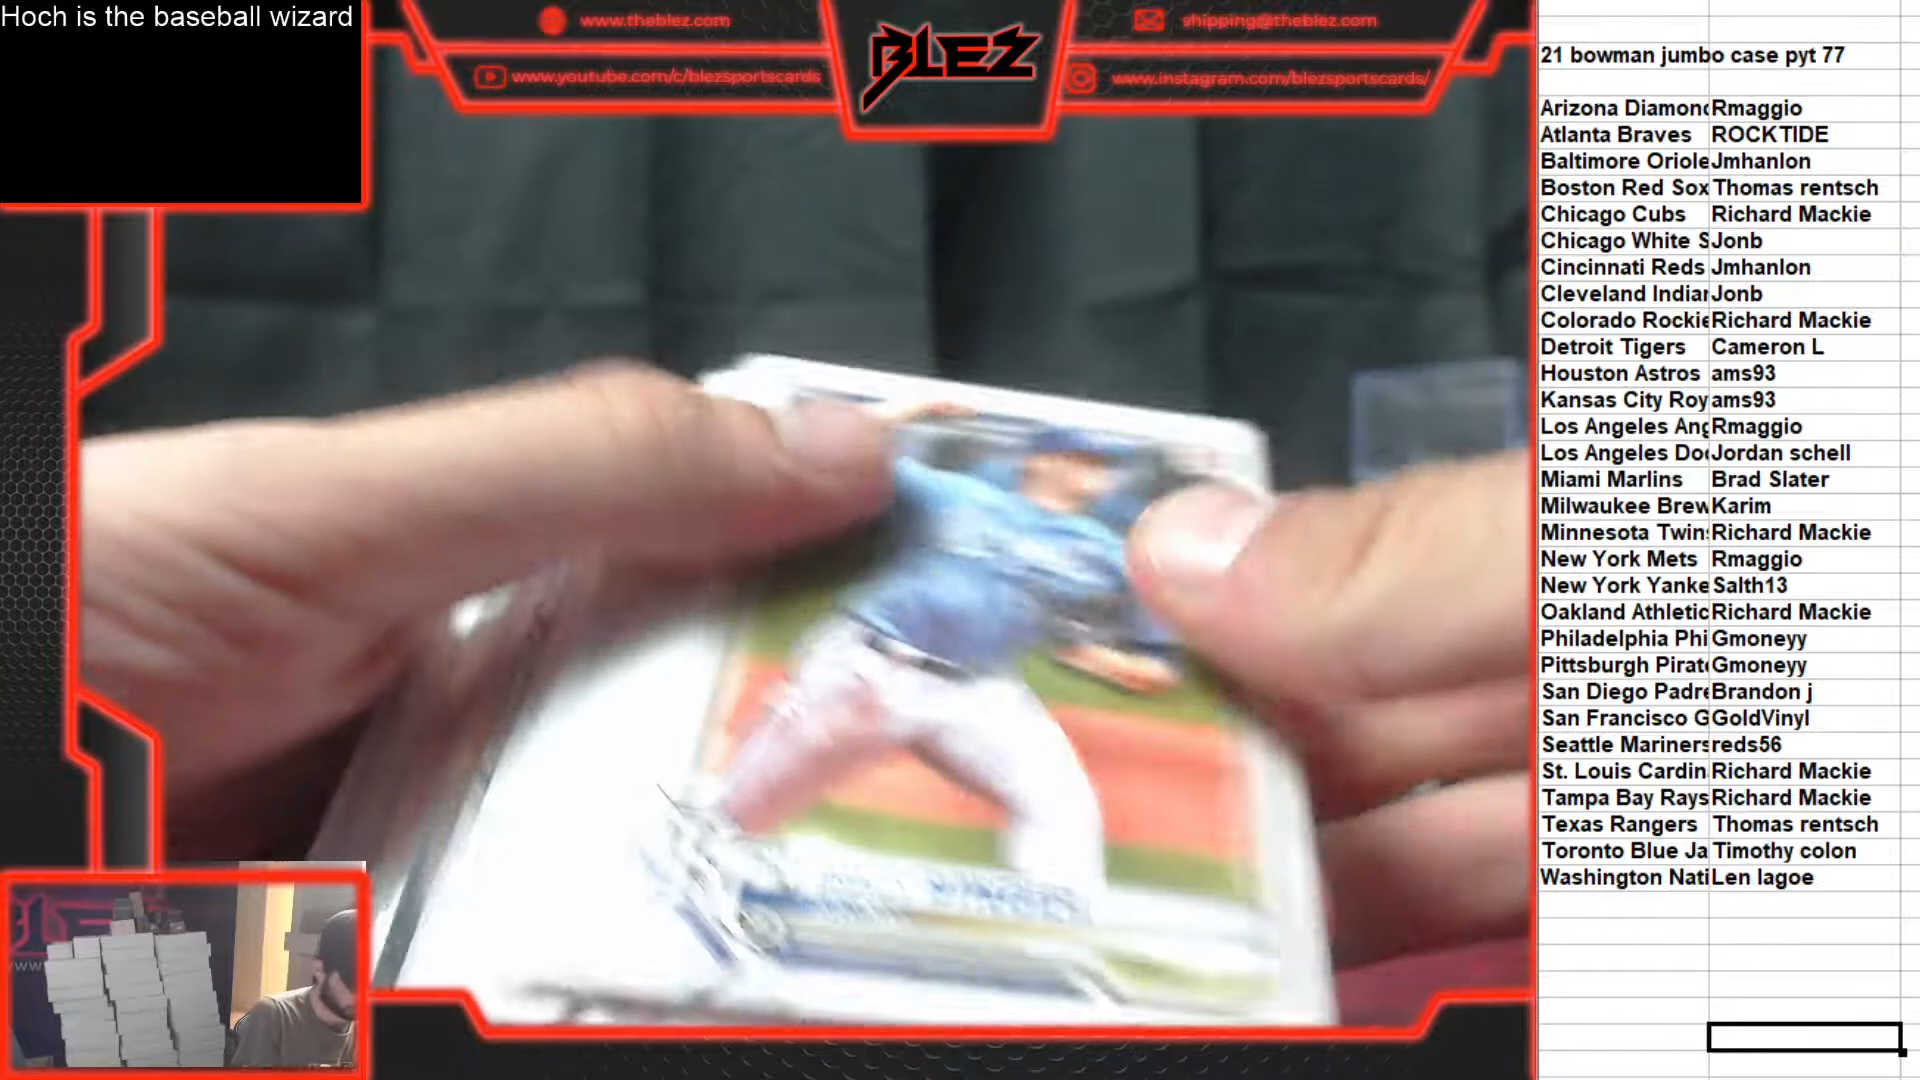 Hoch is the baseball wizard
www.theblez.com
shipping@theblez.com
BLEZ
www.youtube.com/c/blezsportscards
www.instagram.com/blezsportscards/
21 bowman jumbo case pyt 77
Arizona Diamond Rmaggio
Atlanta Braves ROCKTIDE
Baltimore Oriole Jmhanlon
Boston Red Sox Thomas rentsch
Chicago Cubs Richard Mackie
Chicago White S Jonb
Cincinnati Reds Jmhanlon
Cleveland Indian Jonb
Colorado Rockie Richard Mackie
Detroit Tigers Cameron L
Houston Astros ams93
Kansas City Roy ams93
Los Angeles Ang Rmaggio
Los Angeles Dod Jordan schell
Miami Marlins Brad Slater
Milwaukee Brew Karim
Minnesota Twins Richard Mackie
New York Mets Rmaggio
New York Yanke Salth13
Oakland Athletic Richard Mackie
Philadelphia Phi Gmoneyy
Pittsburgh Pirate Gmoneyy
San Diego Padre Brandon j
San Francisco G GoldVinyl
Seattle Mariners reds56
St. Louis Cardin Richard Mackie
Tampa Bay Rays Richard Mackie
Texas Rangers Thomas rentsch
Toronto Blue Ja Timothy colon
Washington Nati Len lagoe